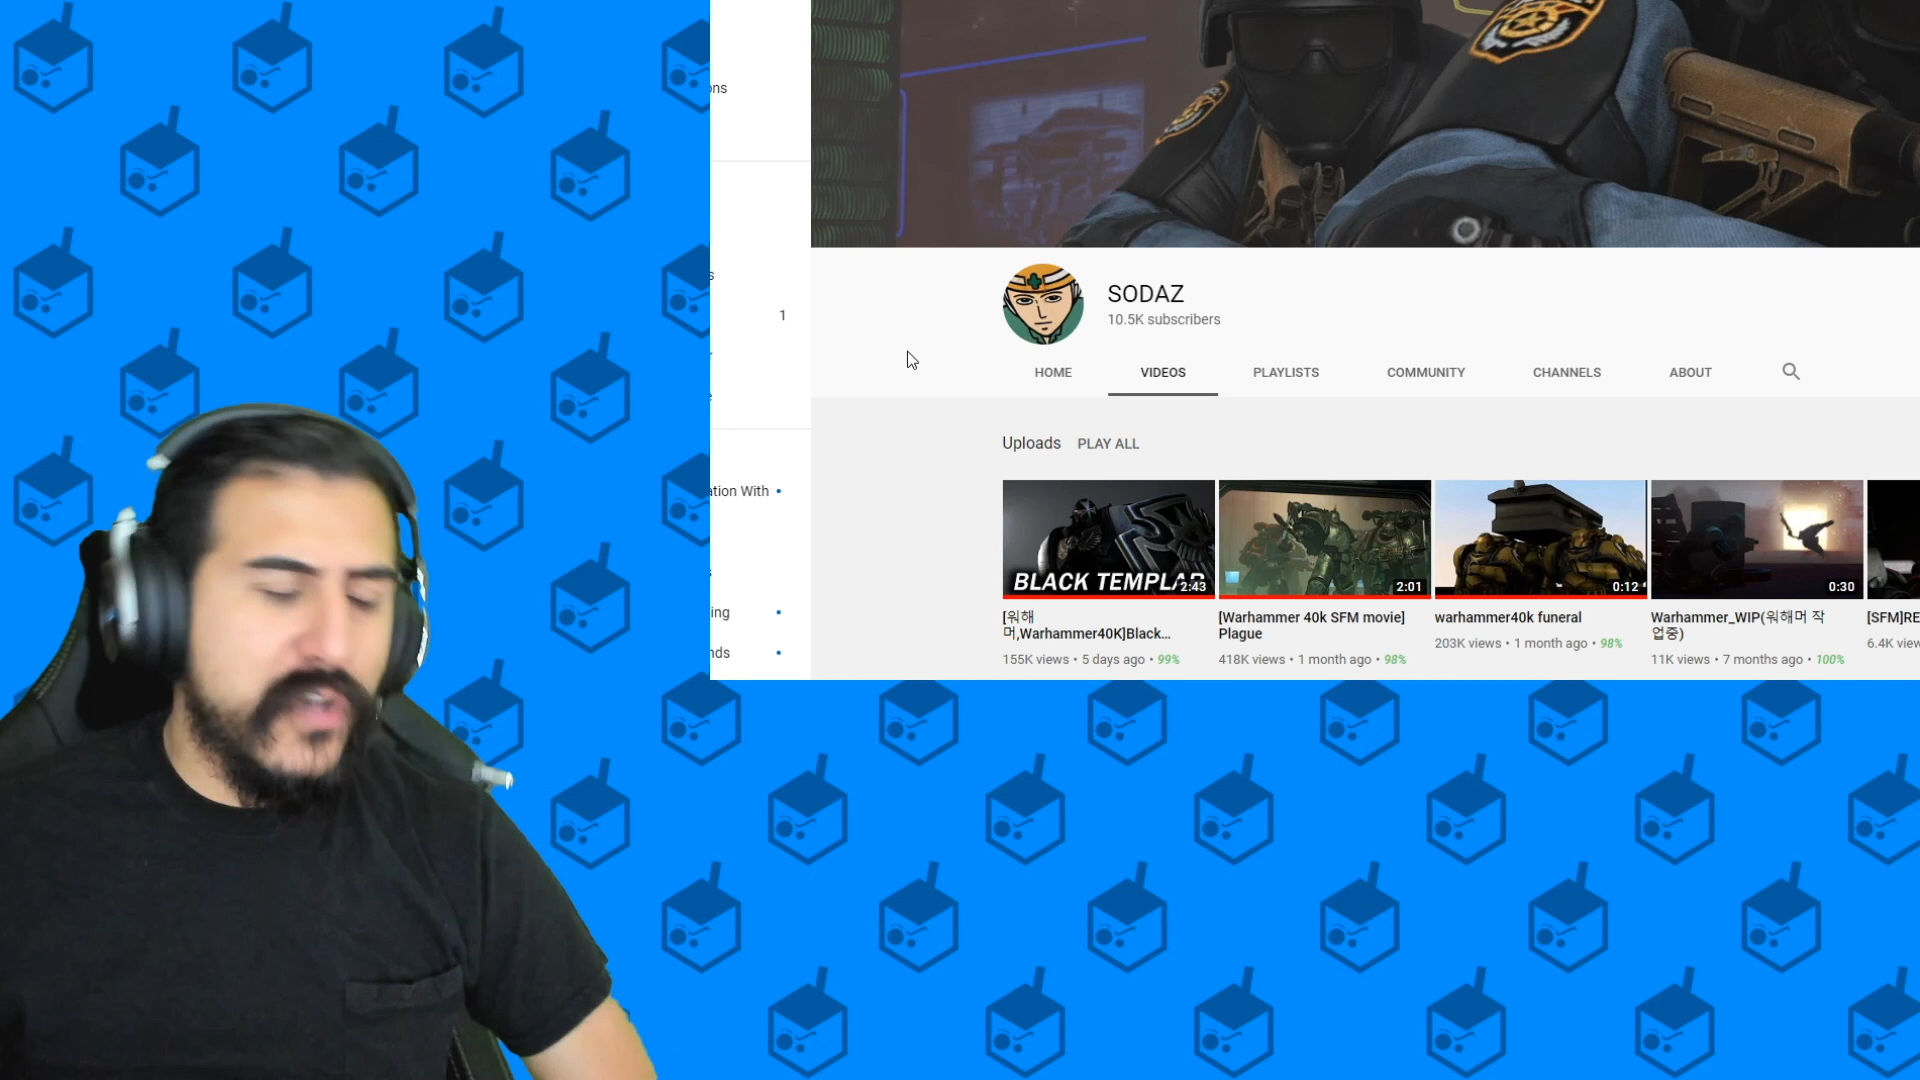 ons
s
1
e
ation With
s
ing
nds
SODAZ
10.5K subscribers
HOME VIDEOS PLAYLISTS COMMUNITY CHANNELS ABOUT
Uploads PLAY ALL
BLACK TEMPLAR
2:43
2:01
0:12
0:30
[워해머,Warhammer40K]Black...
155K views • 5 days ago • 99%
[Warhammer 40k SFM movie]
Plague
418K views • 1 month ago • 98%
warhammer40k funeral
203K views • 1 month ago • 98%
Warhammer_WIP(워해머 작
업중)
11K views • 7 months ago • 100%
[SFM]RE
6.4K view